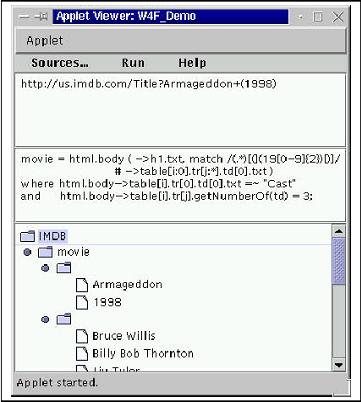 Applet Viewer: W4F_Demo
Applet
Sources... Run Help
http://us.imdb.com/Title?Armageddon+(1998)
movie = html.body ( ->h1.txt, match /(.*)[(](19[0-9]{2})[)]/
# ->table[i:0].tr[j:*].td[0].txt )
where html.body->table[i].tr[0].td[0].txt =~ "Cast"
and html.body->table[i].tr[j].getNumberOf(td) = 3;
IMDB
movie
Armageddon
1998
Bruce Willis
Billy Bob Thornton
Liv Tyler
Applet started.